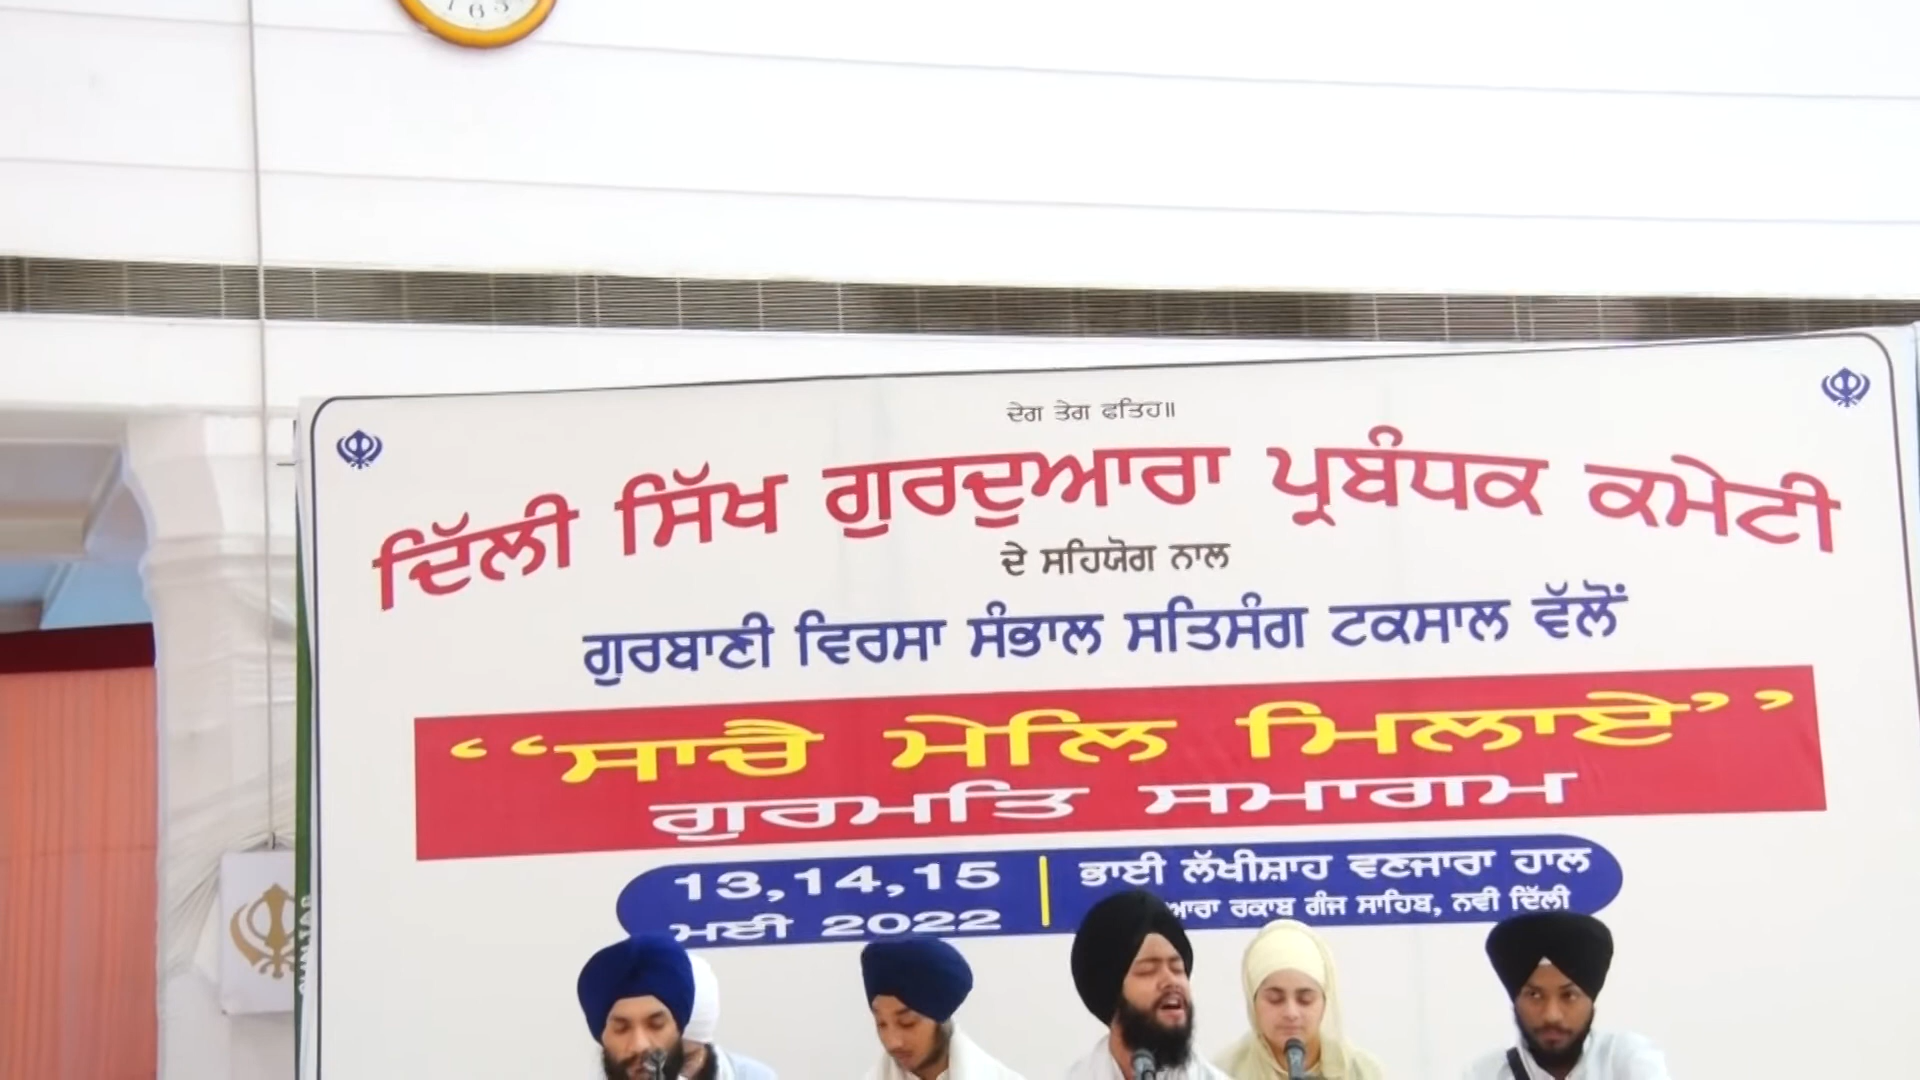 ਦੇਗ ਤੇਗ ਫਤਿਹ॥
ਦਿੱਲੀ ਸਿੱਖ ਗੁਰਦੁਆਰਾ ਪ੍ਰਬੰਧਕ ਕਮੇਟੀ
ਦੇ ਸਹਿਯੋਗ ਨਾਲ
ਗੁਰਬਾਣੀ ਵਿਰਸਾ ਸੰਭਾਲ ਸਤਿਸੰਗ ਟਕਸਾਲ ਵੱਲੋਂ
‘‘ਸਾਚੈ ਮੇਲਿ ਮਿਲਾਏ’’
ਗੁਰਮਤਿ ਸਮਾਗਮ
13,14,15
ਮਈ 2022
ਭਾਈ ਲੱਖੀਸ਼ਾਹ ਵਣਜਾਰਾ ਹਾਲ
ਰਕਾਬ ਗੰਜ ਸਾਹਿਬ, ਨਵੀ ਦਿੱਲੀ